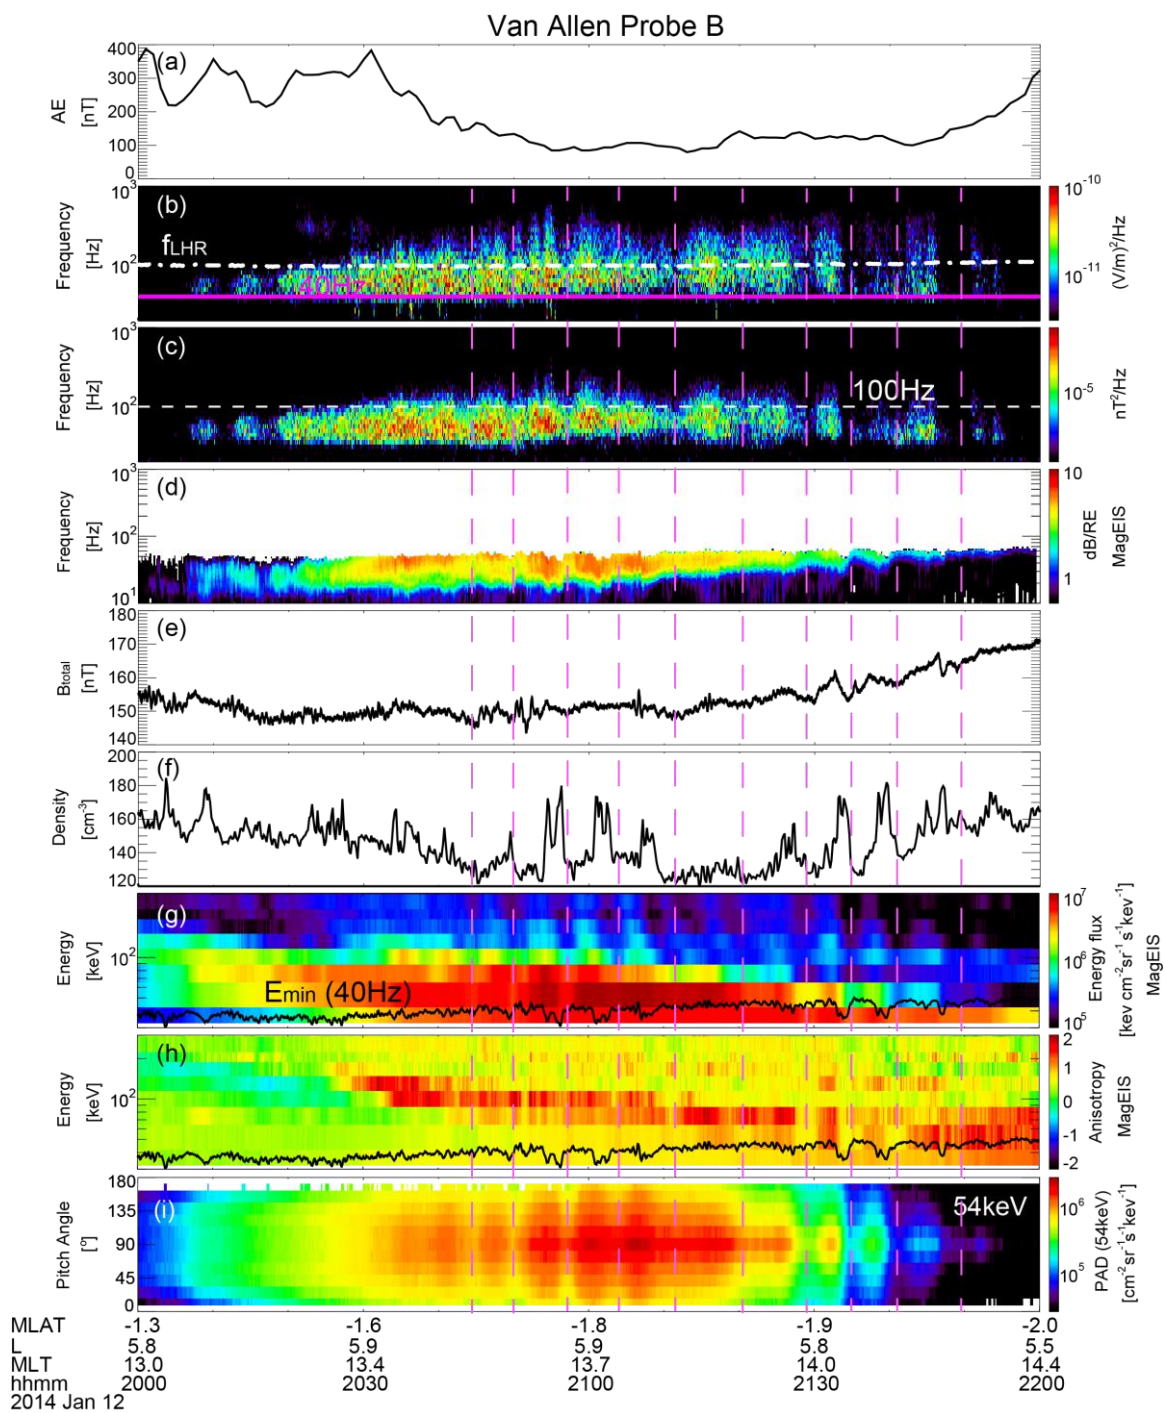 Van Allen Probe B
(a)
AE
[nT]
400
300
200
100
0
(b)
fLHR
40Hz
Frequency
[Hz]
10³
10²
10⁻¹⁰
10⁻¹¹
(V/m)²/Hz
(c)
100Hz
Frequency
[Hz]
10³
10²
10⁻⁵
nT²/Hz
(d)
Frequency
[Hz]
10³
10²
10¹
10
1
dB/RE
MagEIS
(e)
Btotal
[nT]
180
170
160
150
140
(f)
Density
[cm⁻³]
200
180
160
140
120
(g)
Emin (40Hz)
Energy
[keV]
10²
10⁷
10⁶
10⁵
Energy flux
[kev cm⁻²sr⁻¹ s⁻¹kev⁻¹]
MagEIS
(h)
Energy
[keV]
10²
2
1
0
-1
-2
Anisotropy
MagEIS
(i)
54keV
Pitch Angle
[°]
180
135
90
45
0
10⁶
10⁵
PAD (54keV)
[cm⁻²sr⁻¹s⁻¹kev⁻¹]
MLAT -1.3 -1.6 -1.8 -1.9 -2.0
L 5.8 5.9 5.9 5.8 5.5
MLT 13.0 13.4 13.7 14.0 14.4
hhmm 2000 2030 2100 2130 2200
2014 Jan 12